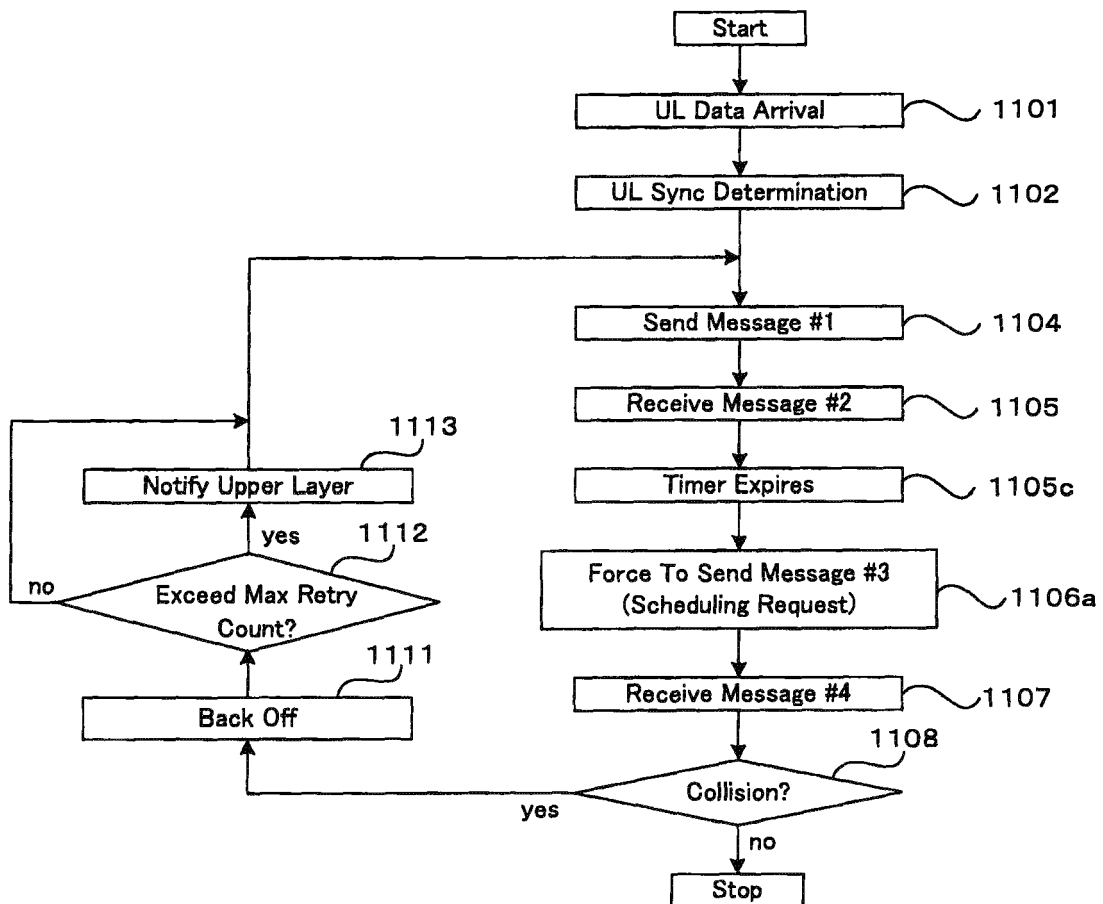 Start
UL Data Arrival
1101
UL Sync Determination
1102
Send Message #1
1104
Receive Message #2
1105
1113
Notify Upper Layer
Timer Expires
1105c
yes
1112
no
Exceed Max Retry
Count?
Force To Send Message #3
(Scheduling Request)
1106a
1111
Back Off
Receive Message #4
1107
1108
Collision?
yes
no
Stop